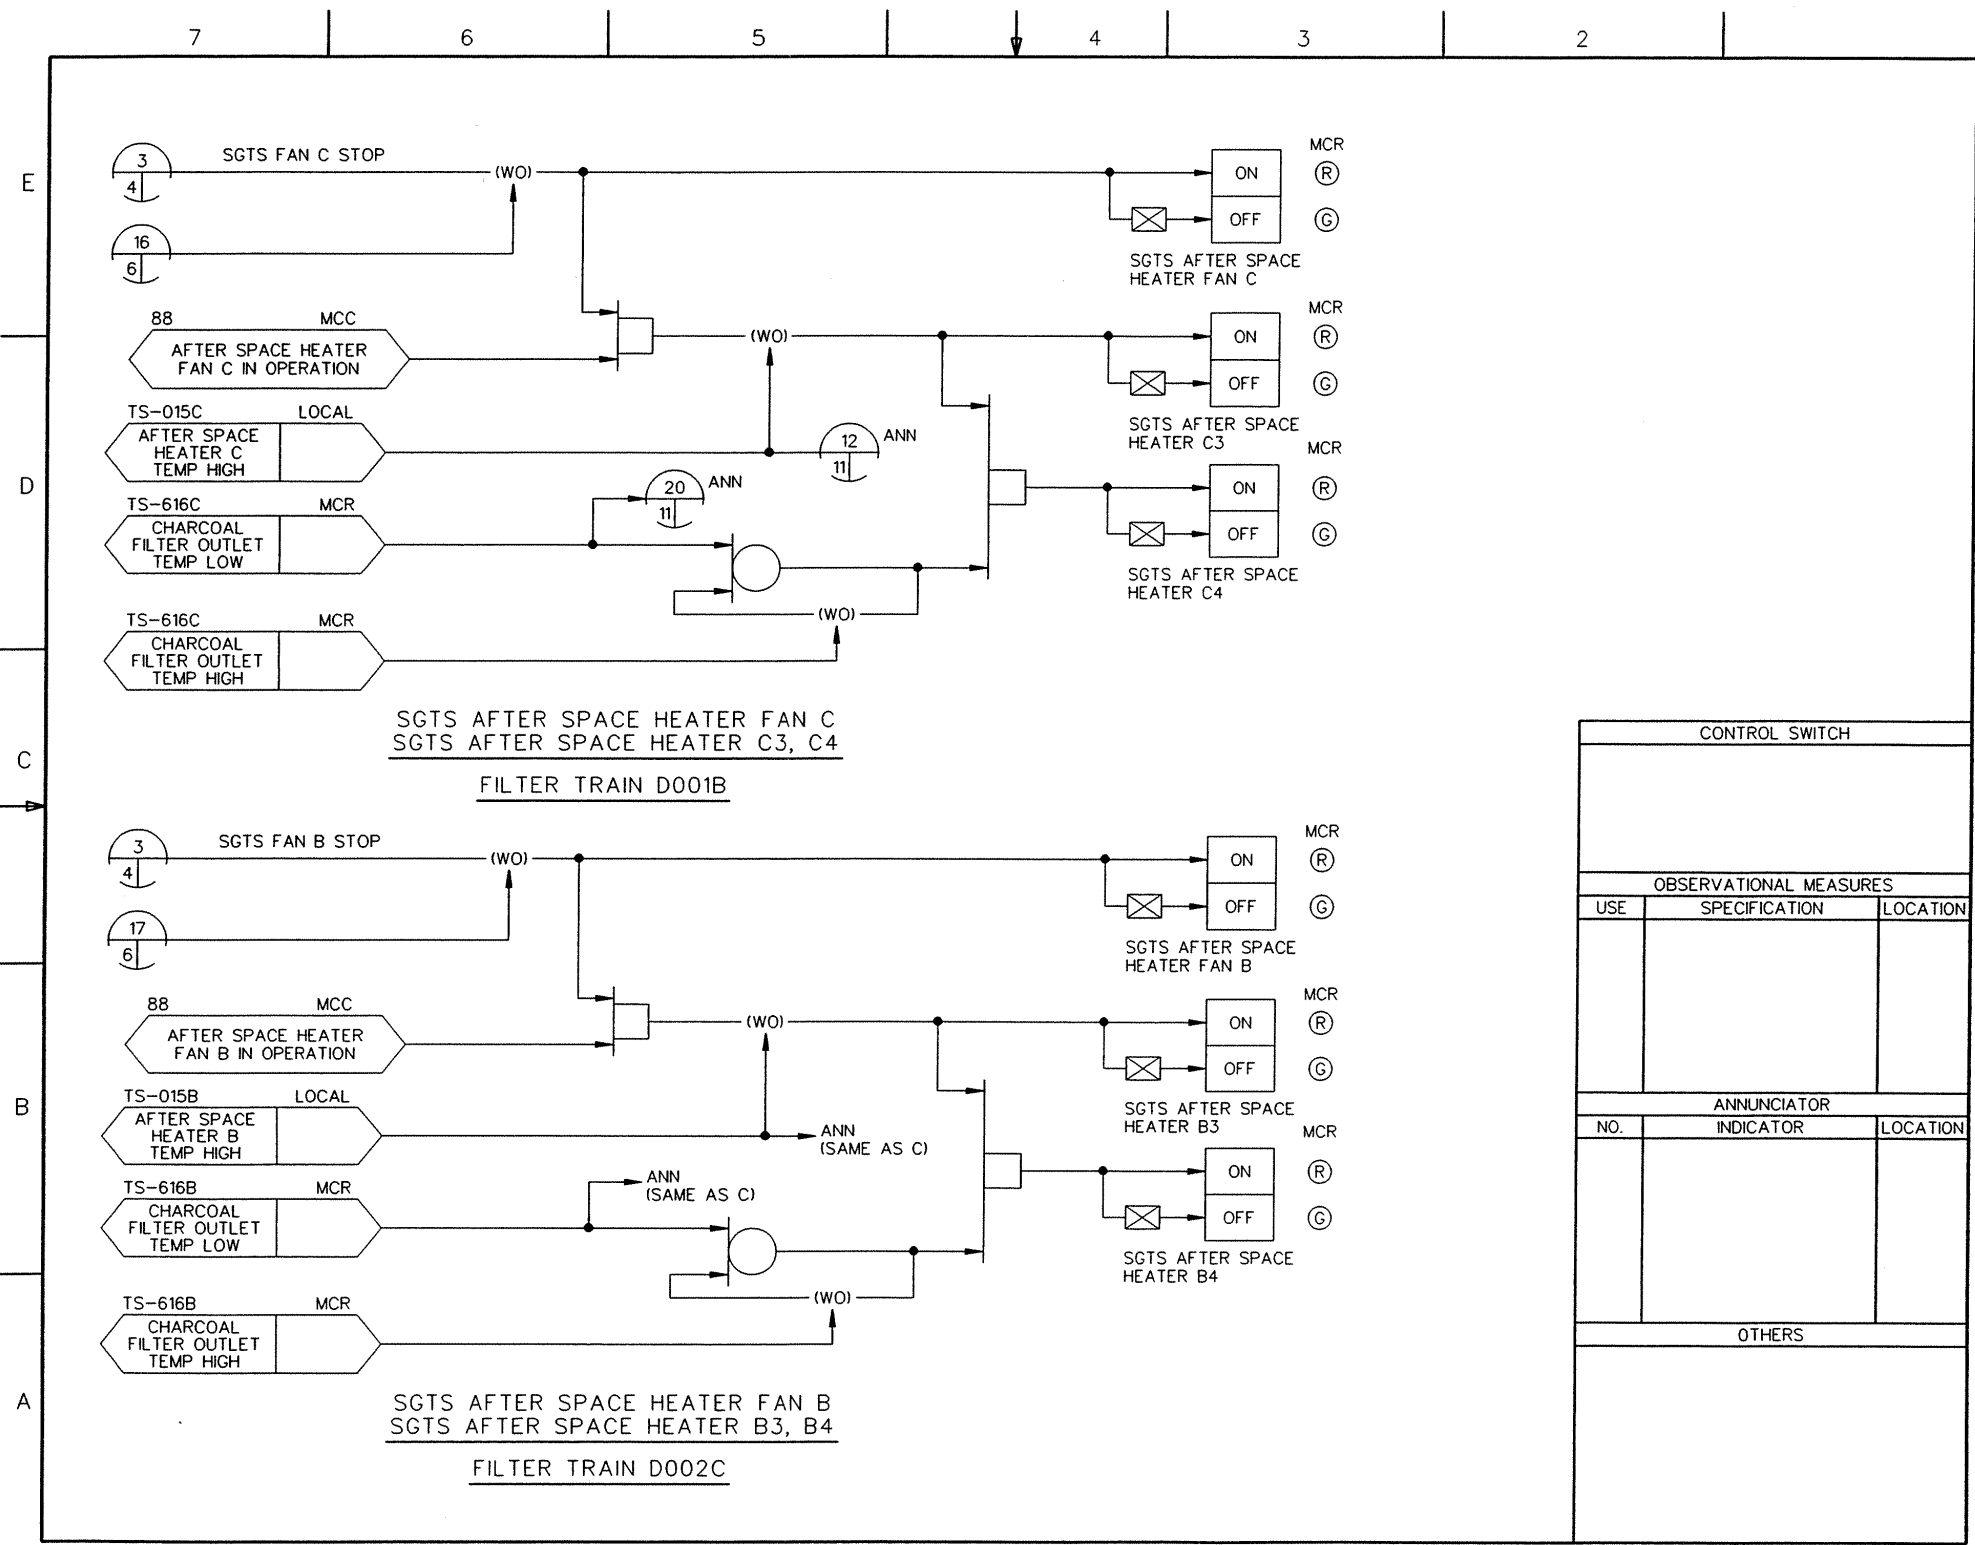 7 6 5 4 3 2
E
D
C
B
A
3
4
SGTS FAN C STOP
(WO)
ON
OFF
MCR
R
G
SGTS AFTER SPACE
HEATER FAN C
16
6
88 MCC
AFTER SPACE HEATER
FAN C IN OPERATION
(WO)
ON
OFF
MCR
R
G
SGTS AFTER SPACE
HEATER C3
TS-015C LOCAL
AFTER SPACE
HEATER C
TEMP HIGH
12
11
ANN
20
11
ANN
MCR
ON
OFF
R
G
SGTS AFTER SPACE
HEATER C4
TS-616C MCR
CHARCOAL
FILTER OUTLET
TEMP LOW
(WO)
TS-616C MCR
CHARCOAL
FILTER OUTLET
TEMP HIGH
SGTS AFTER SPACE HEATER FAN C
SGTS AFTER SPACE HEATER C3, C4
FILTER TRAIN D001B
3
4
SGTS FAN B STOP
(WO)
ON
OFF
MCR
R
G
SGTS AFTER SPACE
HEATER FAN B
17
6
88 MCC
AFTER SPACE HEATER
FAN B IN OPERATION
(WO)
ON
OFF
MCR
R
G
SGTS AFTER SPACE
HEATER B3
TS-015B LOCAL
AFTER SPACE
HEATER B
TEMP HIGH
ANN
(SAME AS C)
ANN
(SAME AS C)
MCR
ON
OFF
R
G
SGTS AFTER SPACE
HEATER B4
TS-616B MCR
CHARCOAL
FILTER OUTLET
TEMP LOW
(WO)
TS-616B MCR
CHARCOAL
FILTER OUTLET
TEMP HIGH
SGTS AFTER SPACE HEATER FAN B
SGTS AFTER SPACE HEATER B3, B4
FILTER TRAIN D002C
CONTROL SWITCH
OBSERVATIONAL MEASURES
USE SPECIFICATION LOCATION
ANNUNCIATOR
NO. INDICATOR LOCATION
OTHERS